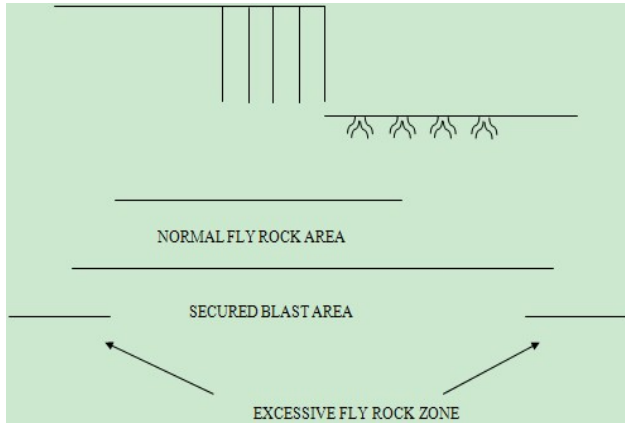 NORMAL FLY ROCK AREA
SECURED BLAST AREA
EXCESSIVE FLY ROCK ZONE